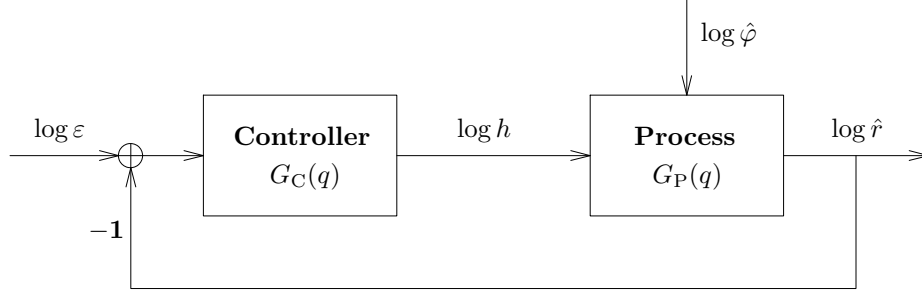 log φ̂
log ε
Controller
G_C(q)
log h
Process
G_P(q)
log r̂
−1